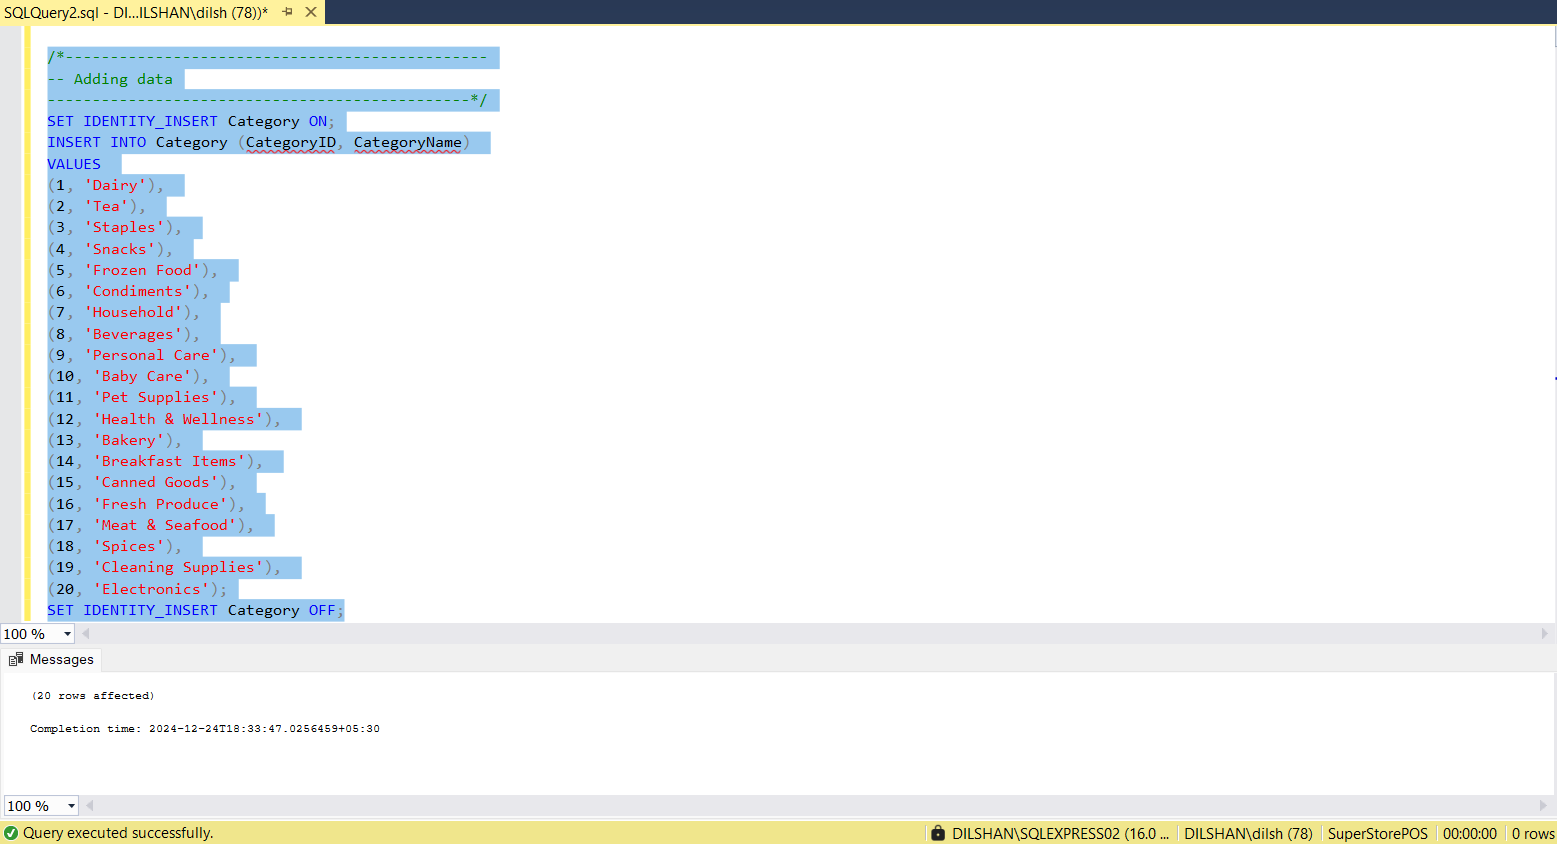 SQLQuery2.sql - DI...ILSHAN\dilsh (78))*
/*-----------------------------------------------
-- Adding data
-----------------------------------------------*/
SET IDENTITY_INSERT Category ON;
INSERT INTO Category (CategoryID, CategoryName)
VALUES
(1, 'Dairy'),
(2, 'Tea'),
(3, 'Staples'),
(4, 'Snacks'),
(5, 'Frozen Food'),
(6, 'Condiments'),
(7, 'Household'),
(8, 'Beverages'),
(9, 'Personal Care'),
(10, 'Baby Care'),
(11, 'Pet Supplies'),
(12, 'Health & Wellness'),
(13, 'Bakery'),
(14, 'Breakfast Items'),
(15, 'Canned Goods'),
(16, 'Fresh Produce'),
(17, 'Meat & Seafood'),
(18, 'Spices'),
(19, 'Cleaning Supplies'),
(20, 'Electronics');
SET IDENTITY_INSERT Category OFF;
100 %
Messages
(20 rows affected)
Completion time: 2024-12-24T18:33:47.0256459+05:30
100 %
Query executed successfully. DILSHAN\SQLEXPRESS02 (16.0 ... DILSHAN\dilsh (78) SuperStorePOS 00:00:00 0 rows